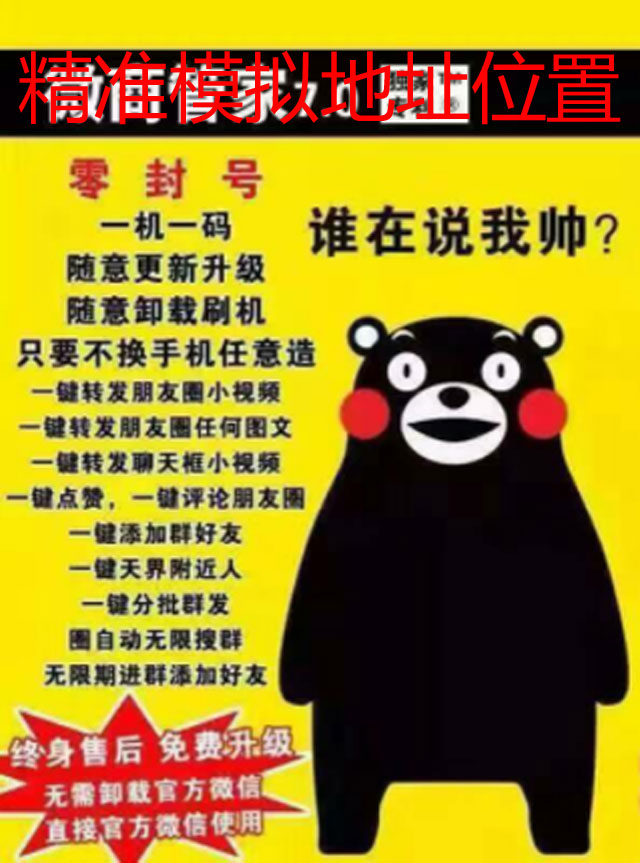 精准模拟地址位置
零封号
一机一码
随意更新升级
随意卸载刷机
只要不换手机任意造
一键转发朋友圈小视频
一键转发朋友圈任何图文
一键转发聊天框小视频
一键点赞，一键评论朋友圈
一键添加群好友
一键天界附近人
一键分批群发
圈自动无限搜群
无限期进群添加好友
谁在说我帅？
终身售后 免费升级
无需卸载官方微信
直接官方微信使用